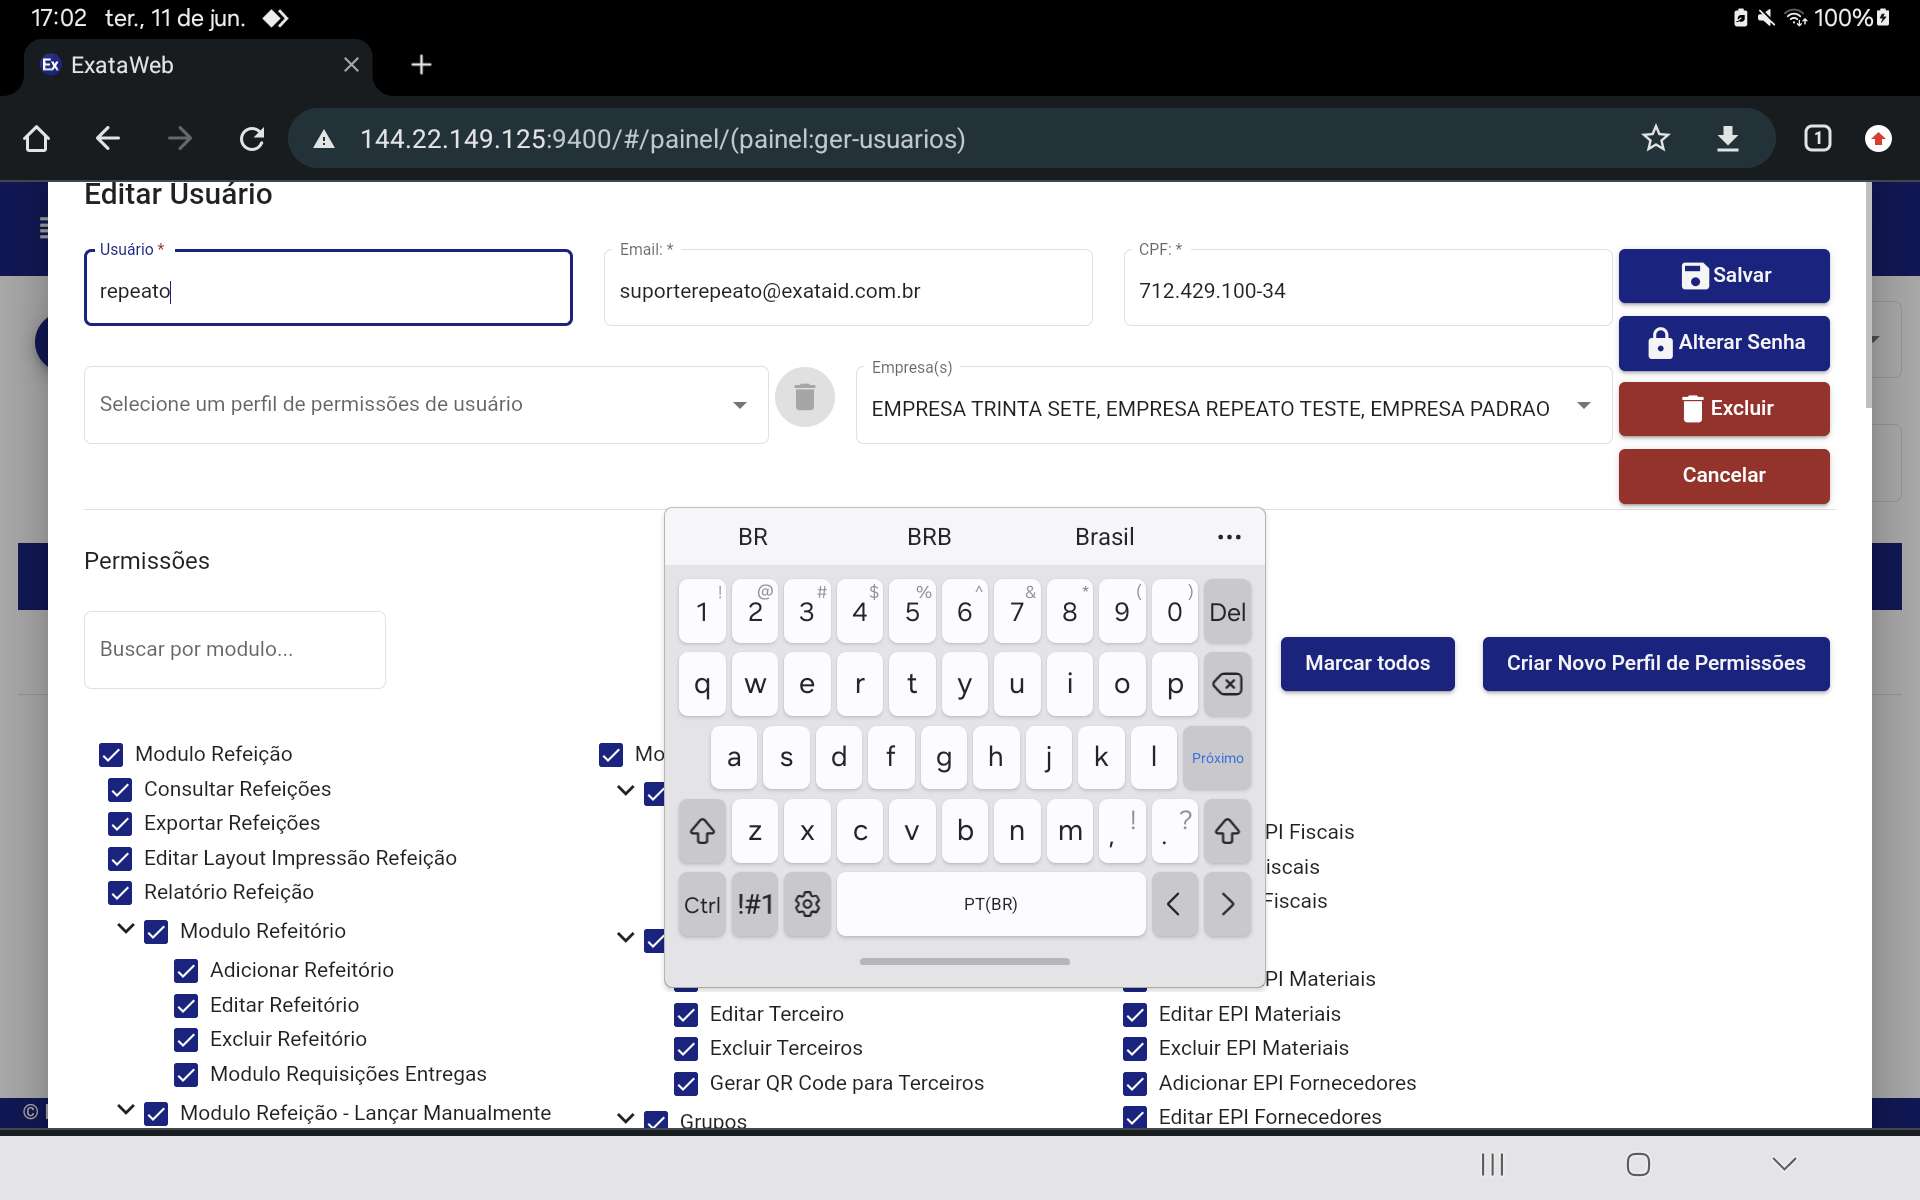 17:02 ter., 11 de jun.
100%
Ex ExataWeb
144.22.149.125:9400/#/painel/(painel:ger-usuarios)
1
Editar Usuário
Usuário *
repeato
Email: *
suporterepeato@exataid.com.br
CPF: *
712.429.100-34
Salvar
Alterar Senha
Excluir
Cancelar
Selecione um perfil de permissões de usuário
Empresa(s)
EMPRESA TRINTA SETE, EMPRESA REPEATO TESTE, EMPRESA PADRAO
Permissões
Buscar por modulo...
Marcar todos
Criar Novo Perfil de Permissões
BR BRB Brasil ...
! @ # $ % ^ & * ( )
1 2 3 4 5 6 7 8 9 0 Del
q w e r t y u i o p
a s d f g h j k l Próximo
z x c v b n m , ! . ?
Ctrl !#1 PT(BR) < >
Modulo Refeição
Consultar Refeições
Exportar Refeições
Editar Layout Impressão Refeição
Relatório Refeição
Modulo Refeitório
Adicionar Refeitório
Editar Refeitório
Excluir Refeitório
Modulo Requisições Entregas
Modulo Refeição - Lançar Manualmente
Mo
Editar Terceiro
Excluir Terceiros
Gerar QR Code para Terceiros
Grupos
PI Fiscais
iscais
Fiscais
PI Materiais
Editar EPI Materiais
Excluir EPI Materiais
Adicionar EPI Fornecedores
Editar EPI Fornecedores
©